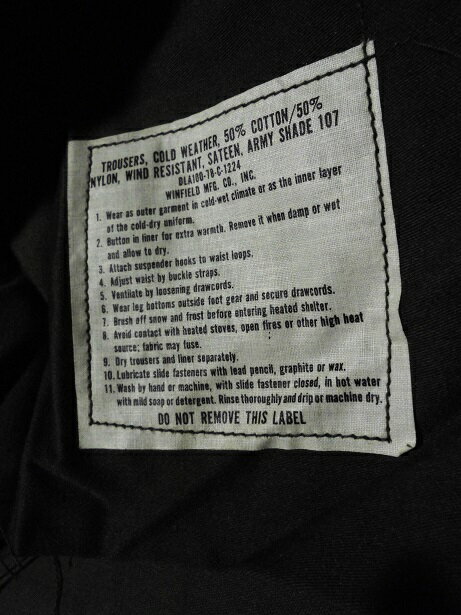 TROUSERS, COLD WEATHER, 50% COTTON/50%
NYLON, WIND RESISTANT, SATEEN, ARMY SHADE 107
DLA100-78-C-1224
WINFIELD MFG. CO., INC.
1. Wear as outer garment in cold-wet climate or as the inner layer
of the cold-dry uniform.
2. Button in liner for extra warmth. Remove it when damp or wet
and allow to dry.
3. Attach suspender hooks to waist loops.
4. Adjust waist by buckle straps.
5. Ventilate by loosening drawcords.
6. Wear leg bottoms outside foot gear and secure drawcords.
7. Brush off snow and frost before entering heated shelter.
8. Avoid contact with heated stoves, open fires or other high heat
source; fabric may fuse.
9. Dry trousers and liner separately.
10. Lubricate slide fasteners with lead pencil, graphite or wax.
11. Wash by hand or machine, with slide fastener closed, in hot water
with mild soap or detergent. Rinse thoroughly and drip or machine dry.
DO NOT REMOVE THIS LABEL